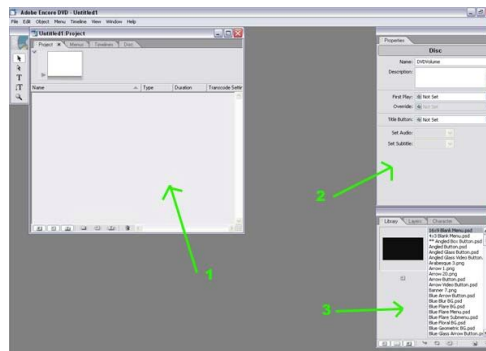 Adobe Encore DVD - Untitled1
File Edit Object Menu Timeline View Window Help
Untitled1 Project
Project x Menus Timelines Disc
Name Type Duration Transcode Settin
Properties
Disc
Name: DVDVolume
Description:
First Play: Not Set
Override: Not Set
Title Button: Not Set
Set Audio:
Set Subtitle:
Library Layers Character
16x9 Blank Menu.psd
4x3 Blank Menu.psd
** Angled Box Button.psd
Angled Button.psd
Angled Glass Button.psd
Angled Glass Video Button.
Arabesque 3.png
Arrow 1.png
Arrow 20.png
Arrow Button.psd
Arrow Video Button.psd
Banner 7.png
Blue Arrow Button.psd
Blue Blur BG.psd
Blue Flare BG.psd
Blue Flare Menu.psd
Blue Flare Submenu.psd
Blue Floral BG.psd
Blue Geometric BG.psd
Blue Glass Arrow Button.ps
T
T
1
2
3